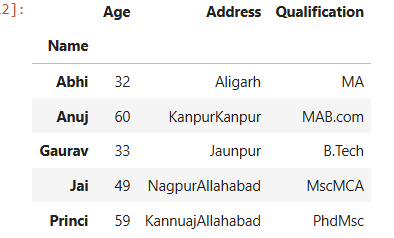 2]:
Age Address Qualification
Name
Abhi 32 Aligarh MA
Anuj 60 KanpurKanpur MAB.com
Gaurav 33 Jaunpur B.Tech
Jai 49 NagpurAllahabad MscMCA
Princi 59 KannuajAllahabad PhdMsc